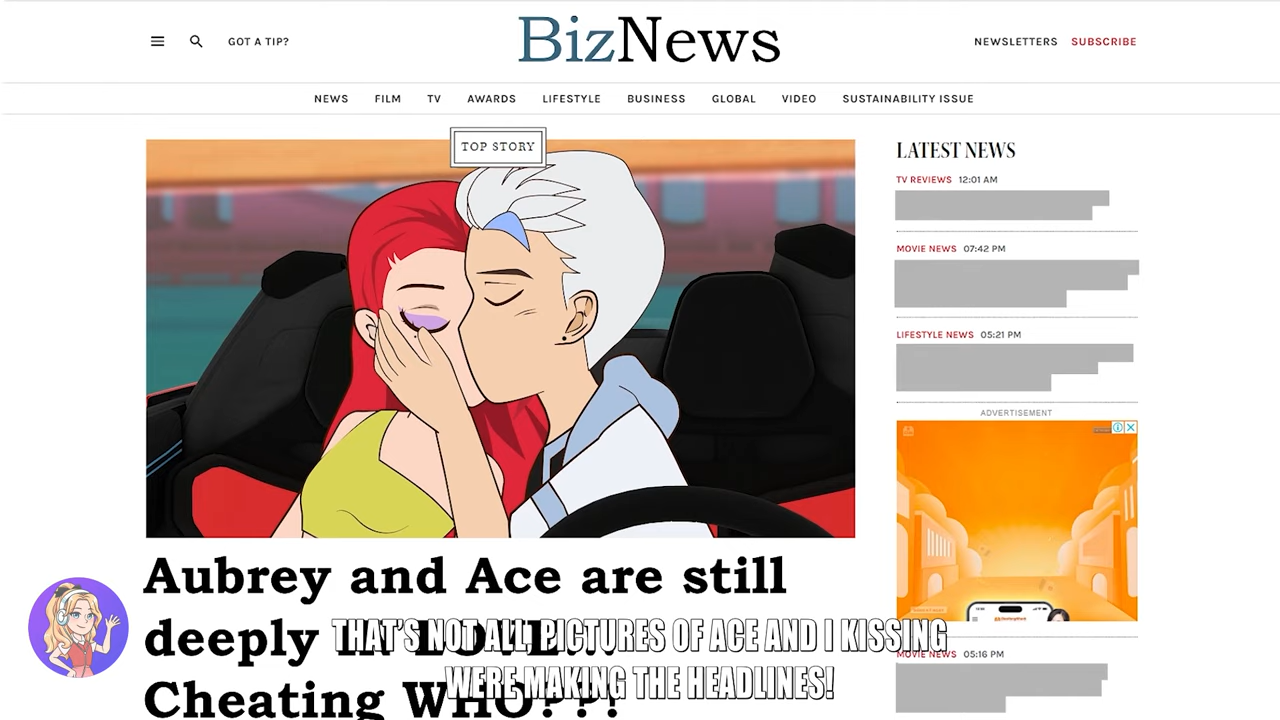 GOT A TIP?
BizNews
NEWSLETTERS SUBSCRIBE
NEWS FILM TV AWARDS LIFESTYLE BUSINESS GLOBAL VIDEO SUSTAINABILITY ISSUE
TOP STORY
Aubrey and Ace are still
deeply
Cheating WHO???!
THAT'S NOT ALL, PICTURES OF ACE AND I KISSING
WERE MAKING THE HEADLINES!
LATEST NEWS
TV REVIEWS 12:01 AM
MOVIE NEWS 07:42 PM
LIFESTYLE NEWS 05:21 PM
ADVERTISEMENT
MOVIE NEWS 05:16 PM